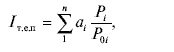 I_{т.е.п} = \sum_{1}^{n} a_i \frac{P_i}{P_{0i}},